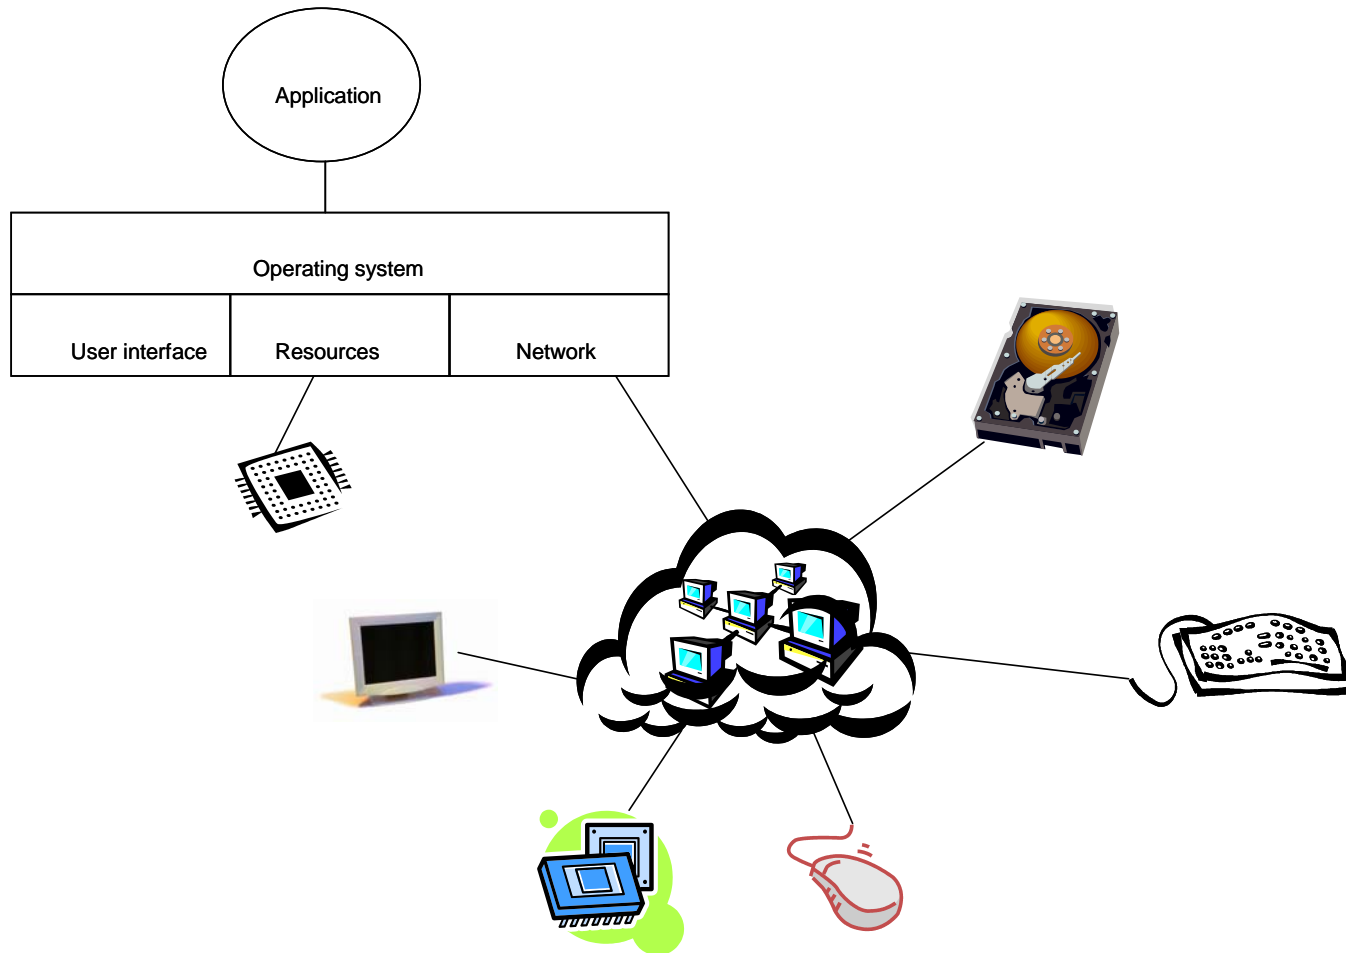 Application
Operating system
User interface
Resources
Network